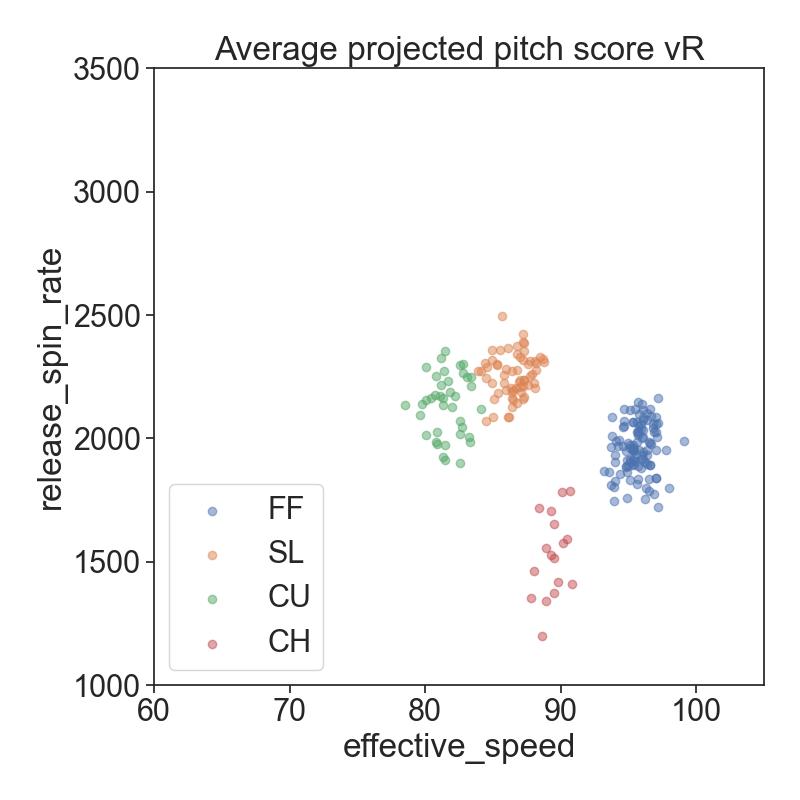 Average projected pitch score vR
3500
3000
2500
2000
1500
1000
release_spin_rate
FF
SL
CU
CH
60 70 80 90 100
effective_speed